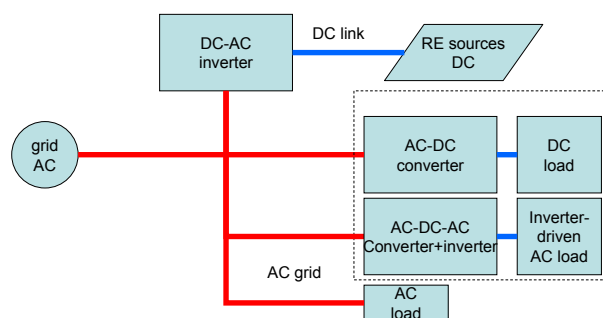 DC-AC
inverter
DC link
RE sources
DC
grid
AC
AC-DC
converter
DC
load
AC-DC-AC
Converter+inverter
Inverter-
driven
AC load
AC grid
AC
load